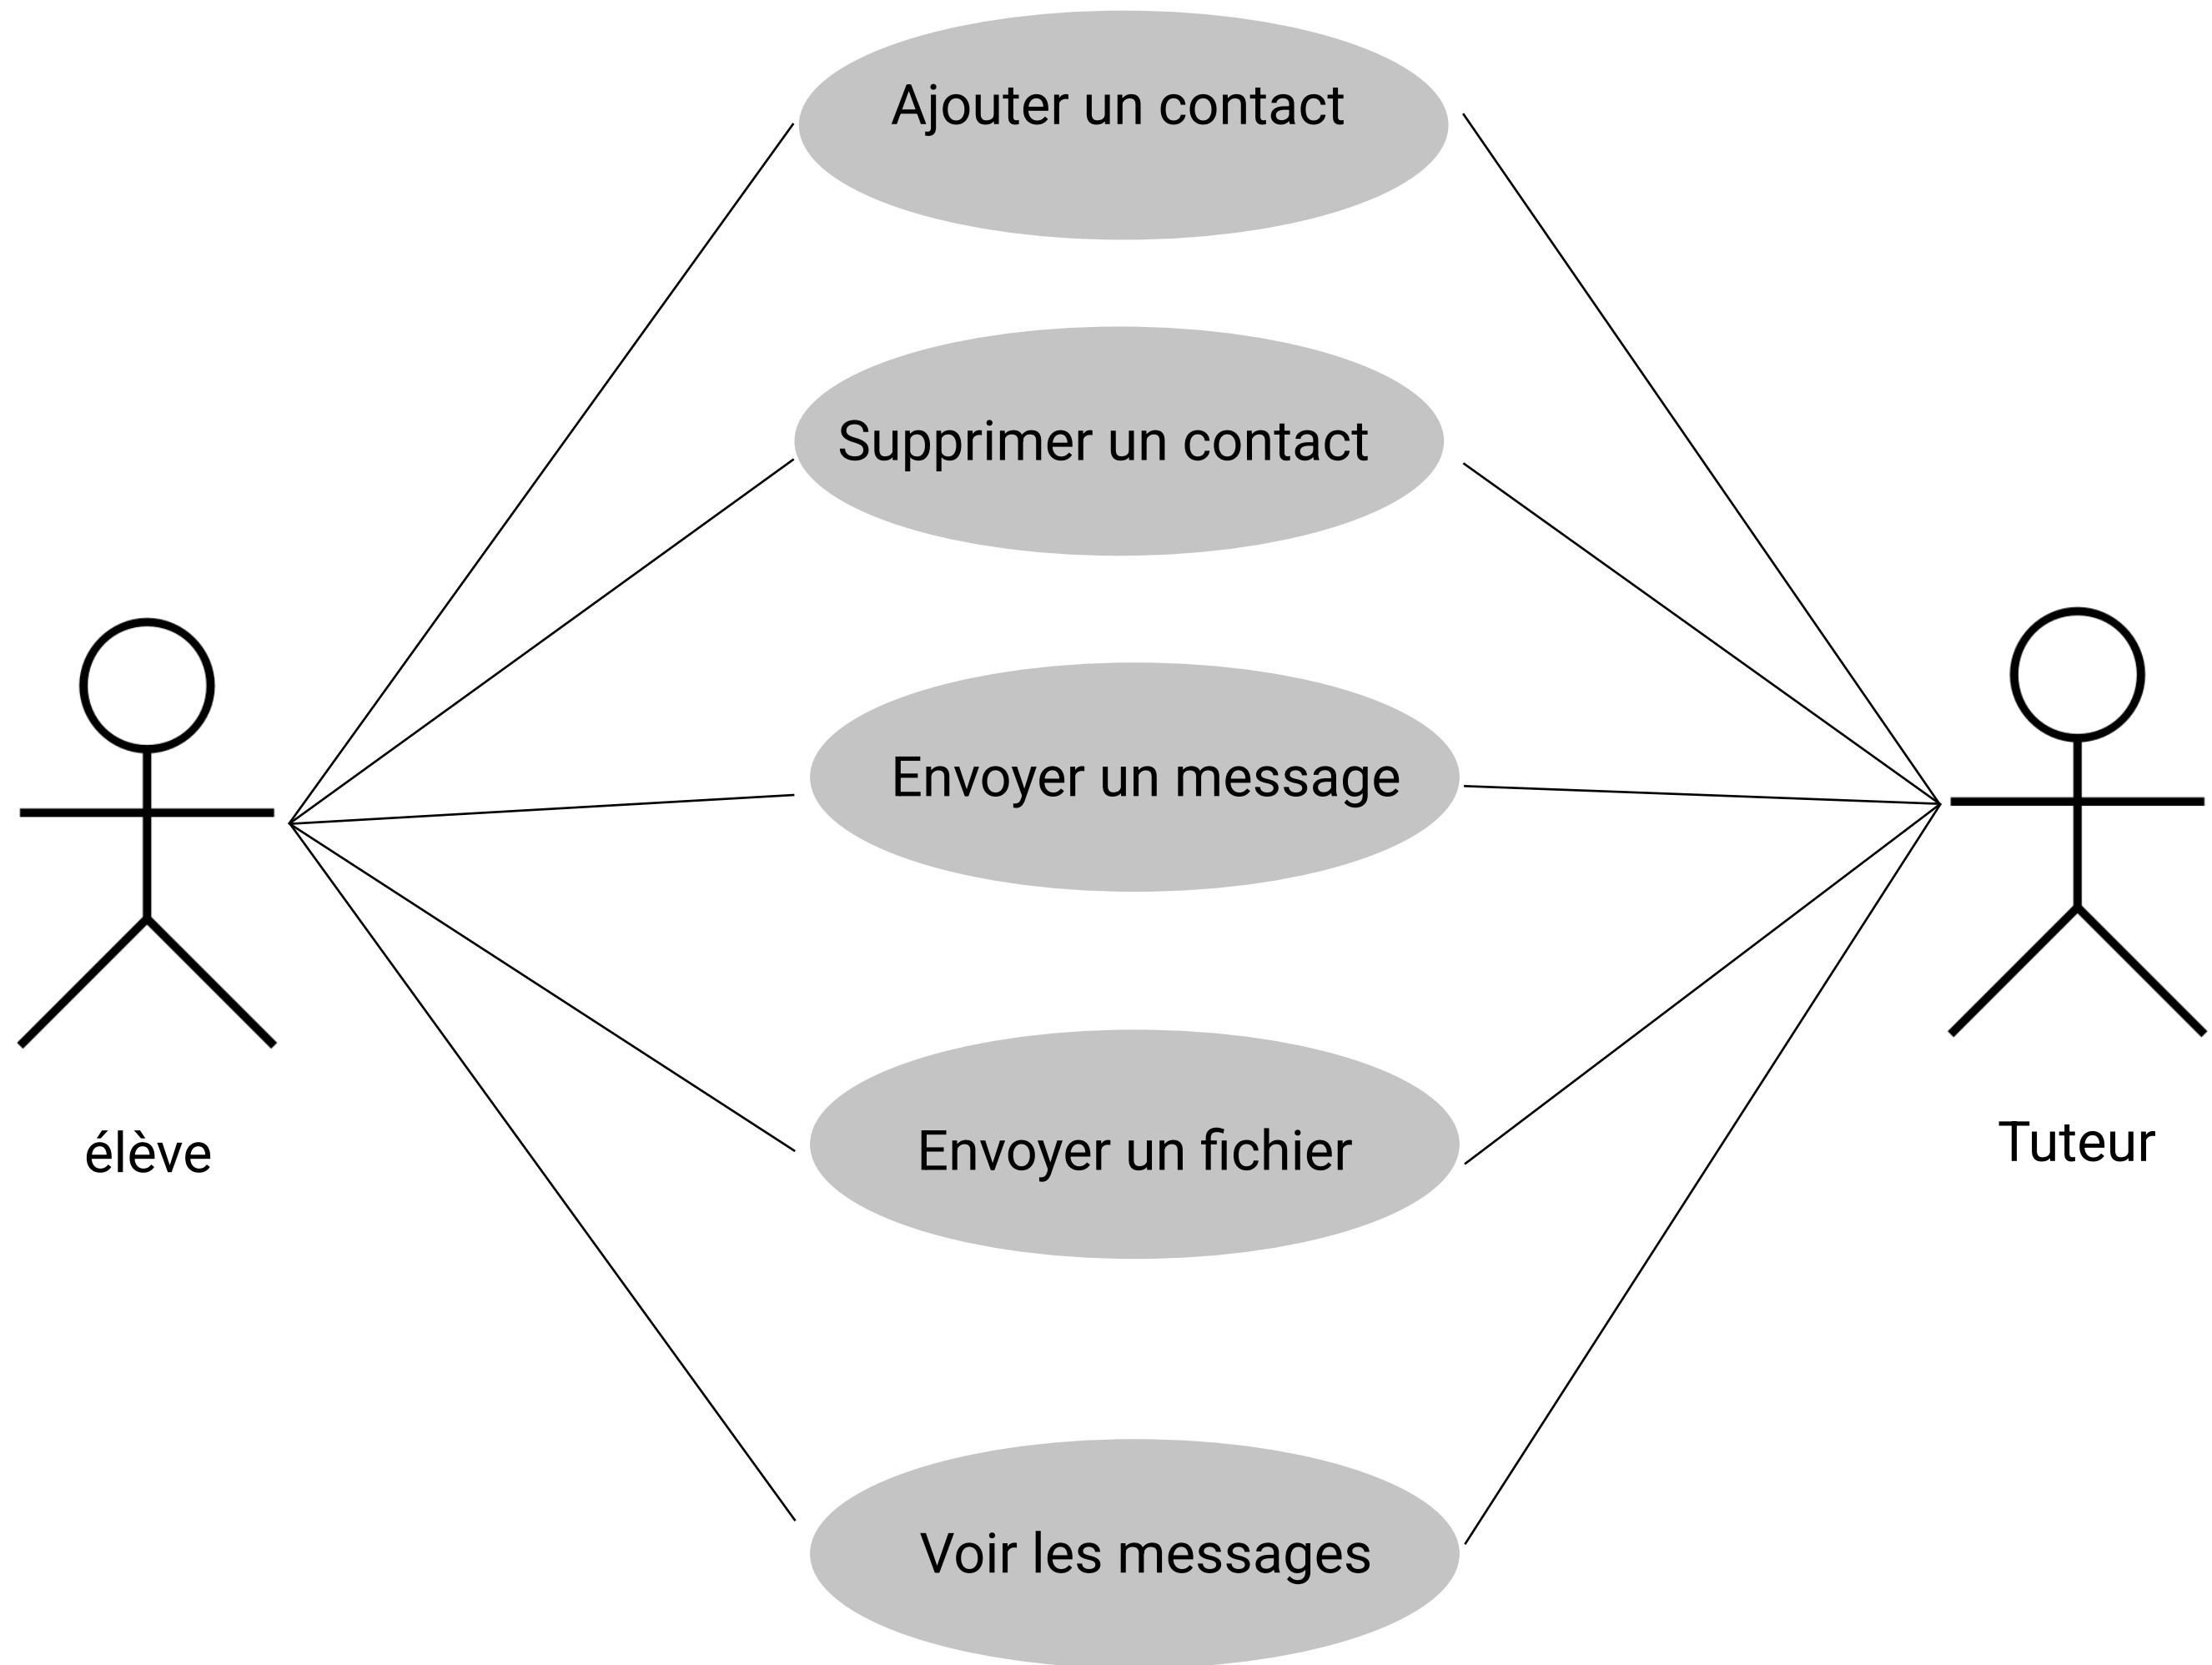 Ajouter un contact
Supprimer un contact
Envoyer un message
Envoyer un fichier
élève
Tuteur
Voir les messages